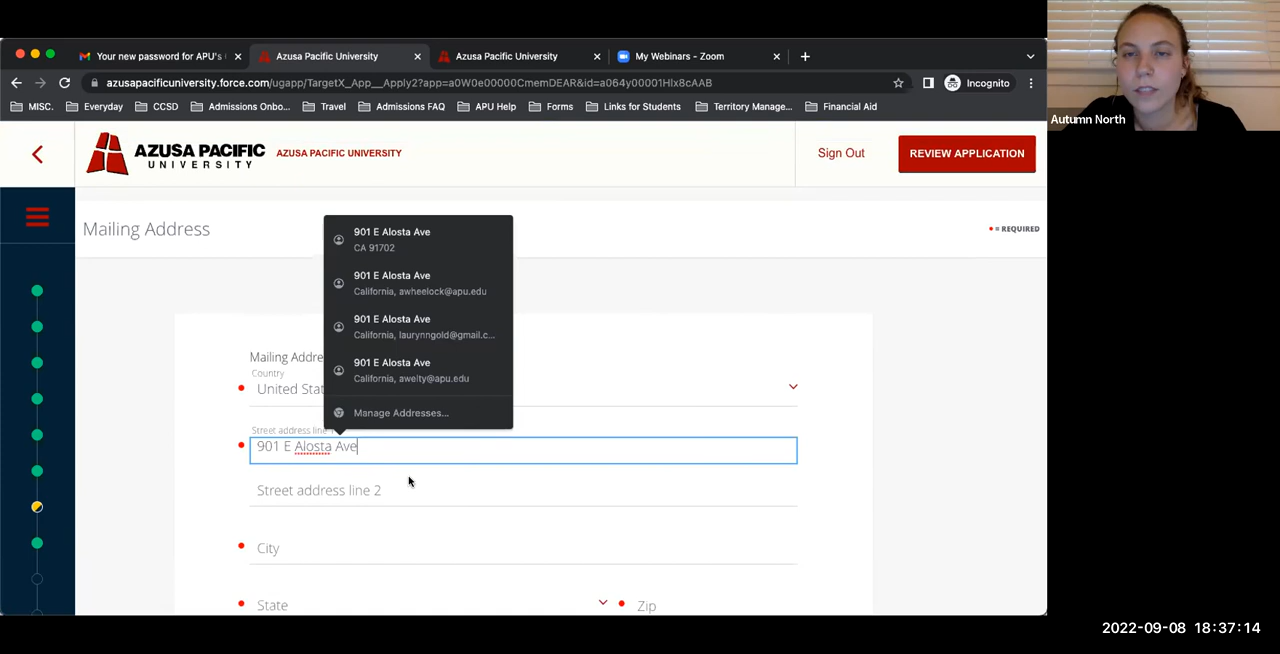 Your new password for APU's
Azusa Pacific University
Azusa Pacific University
My Webinars - Zoom
azusapacificuniversity.force.com/ugapp/TargetX_App__Apply2?app=a0W0e00000CmemDEAR&id=a064y00001HIx8cAAB
Incognito
MISC.
Everyday
CCSD
Admissions Onbo...
Travel
Admissions FAQ
APU Help
Forms
Links for Students
Territory Manage...
Financial Aid
Autumn North
AZUSA PACIFIC
UNIVERSITY
AZUSA PACIFIC UNIVERSITY
Sign Out
REVIEW APPLICATION
Mailing Address
= REQUIRED
901 E Alosta Ave
CA 91702
901 E Alosta Ave
California, awheelock@apu.edu
901 E Alosta Ave
California, laurynngold@gmail.c...
901 E Alosta Ave
California, awelty@apu.edu
Manage Addresses...
Mailing Addre
Country
United Stat
Street address line 1
901 E Alosta Ave
Street address line 2
City
State
Zip
2022-09-08 18:37:14